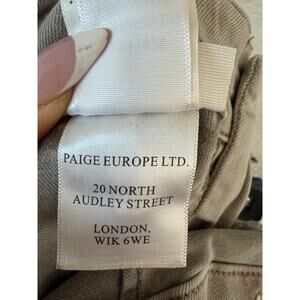 PAIGE EUROPE LTD.
20 NORTH
AUDLEY STREET
LONDON,
WIK 6WE